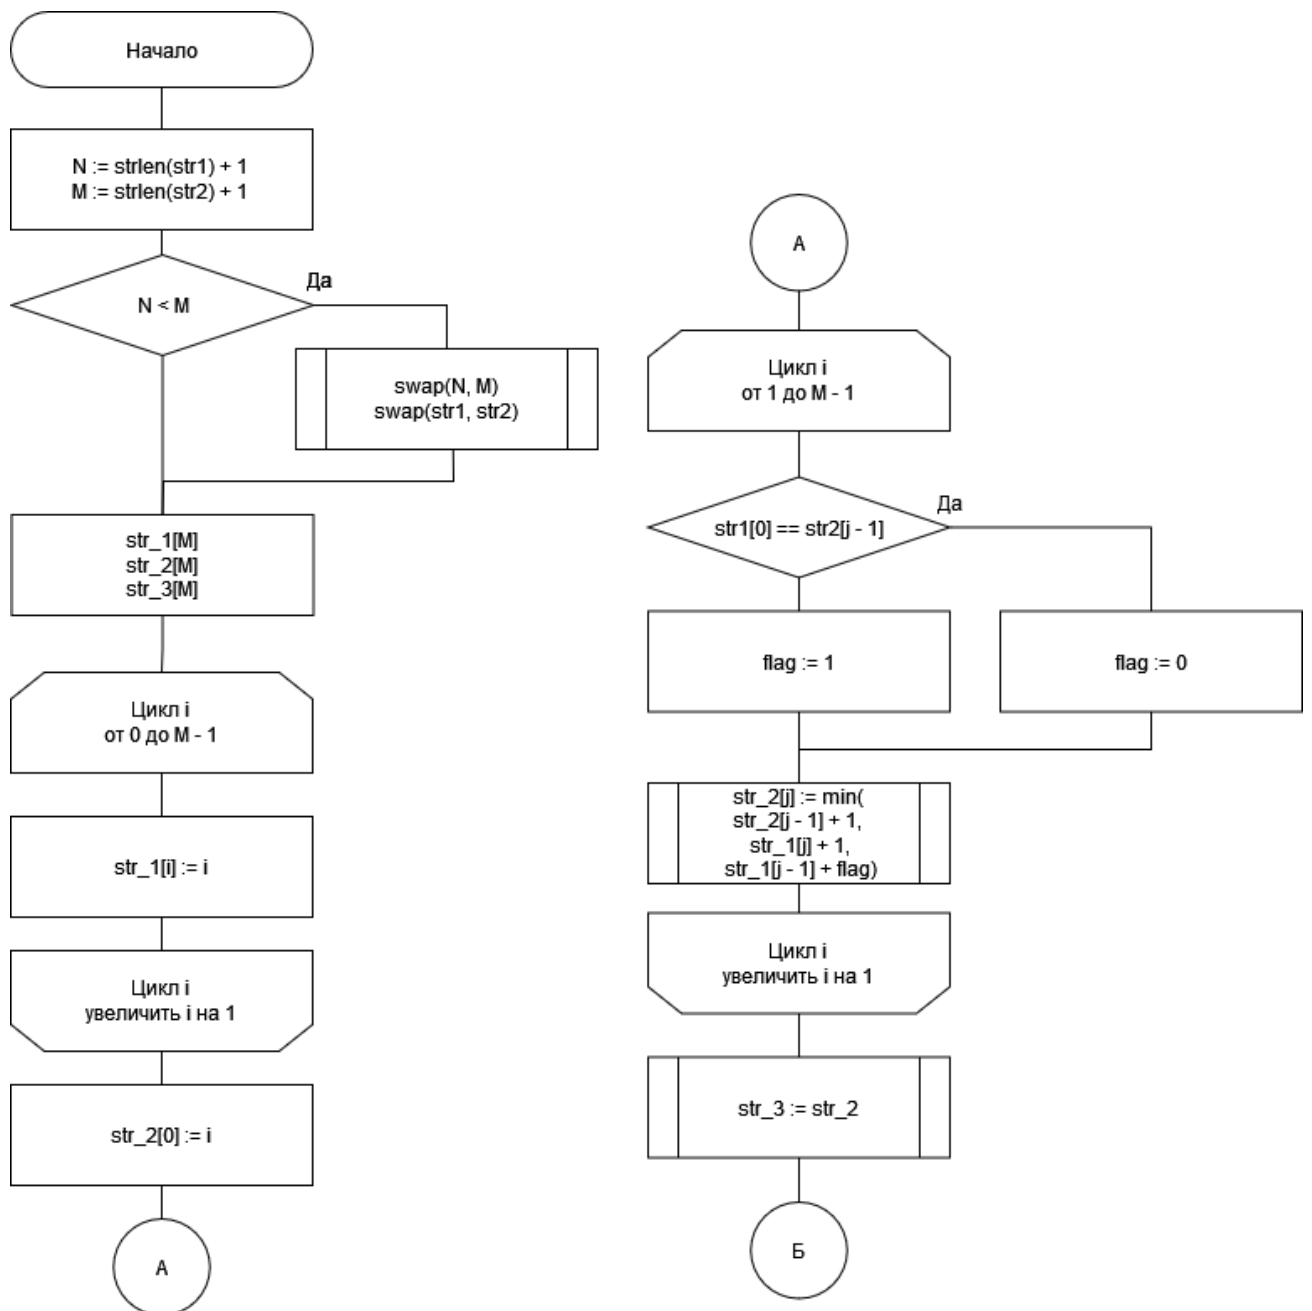 Начало
N := strlen(str1) + 1
M := strlen(str2) + 1
N < M
Да
swap(N, M)
swap(str1, str2)
str_1[M]
str_2[M]
str_3[M]
Цикл i
от 0 до M - 1
str_1[i] := i
Цикл i
увеличить i на 1
str_2[0] := i
А
А
Цикл i
от 1 до M - 1
str1[0] == str2[j - 1]
Да
flag := 1
flag := 0
str_2[j] := min(
str_2[j - 1] + 1,
str_1[j] + 1,
str_1[j - 1] + flag)
Цикл i
увеличить i на 1
str_3 := str_2
Б